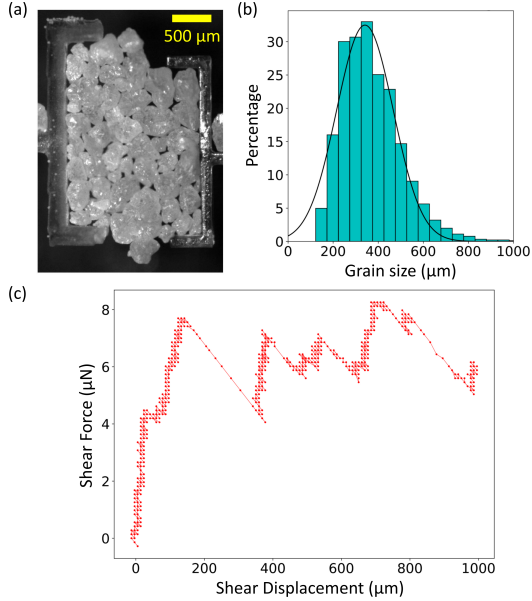 (a)
500 µm
(b)
35
30
25
20
15
10
5
0
Percentage
0 200 400 600 800 1000
Grain size (µm)
(c)
8
6
4
2
0
Shear Force (µN)
0 200 400 600 800 1000
Shear Displacement (µm)